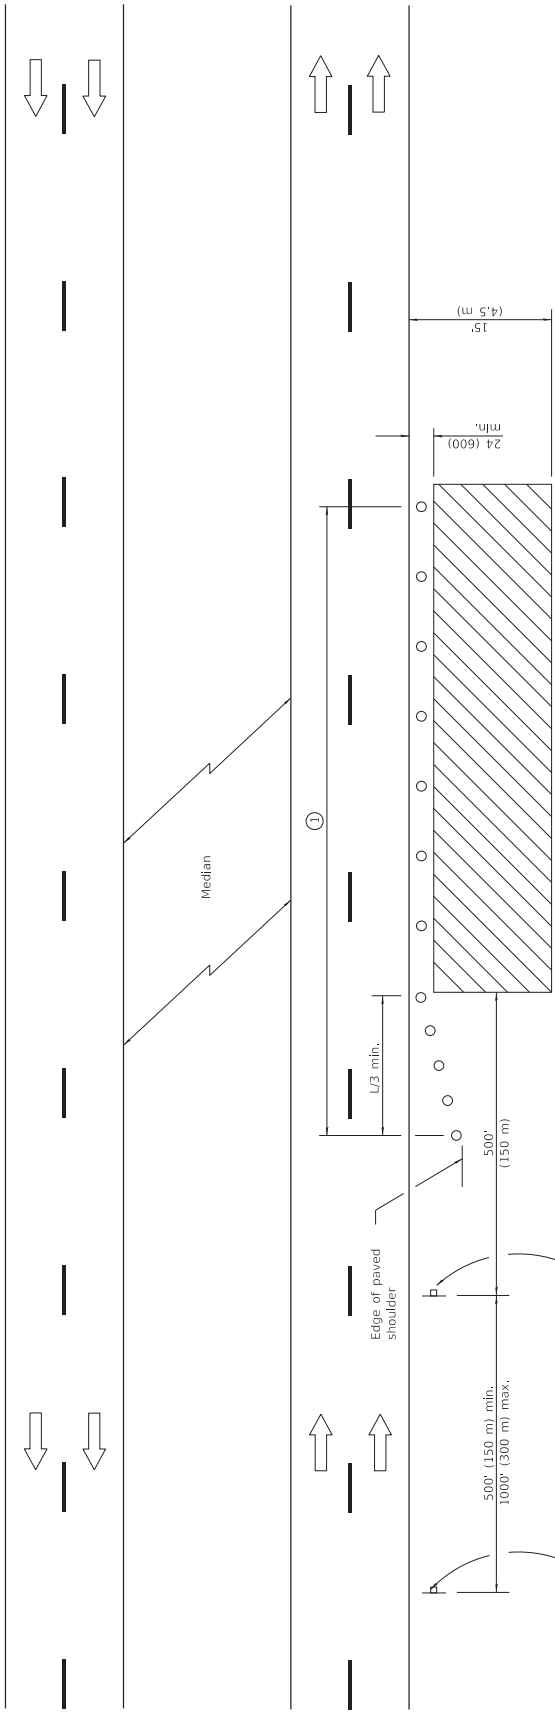 15'
(4.5 m)
24 (600)
min.
Median
1
L/3 min.
500'
(150 m)
Edge of paved
shoulder
500' (150 m) min.
1000' (300 m) max.